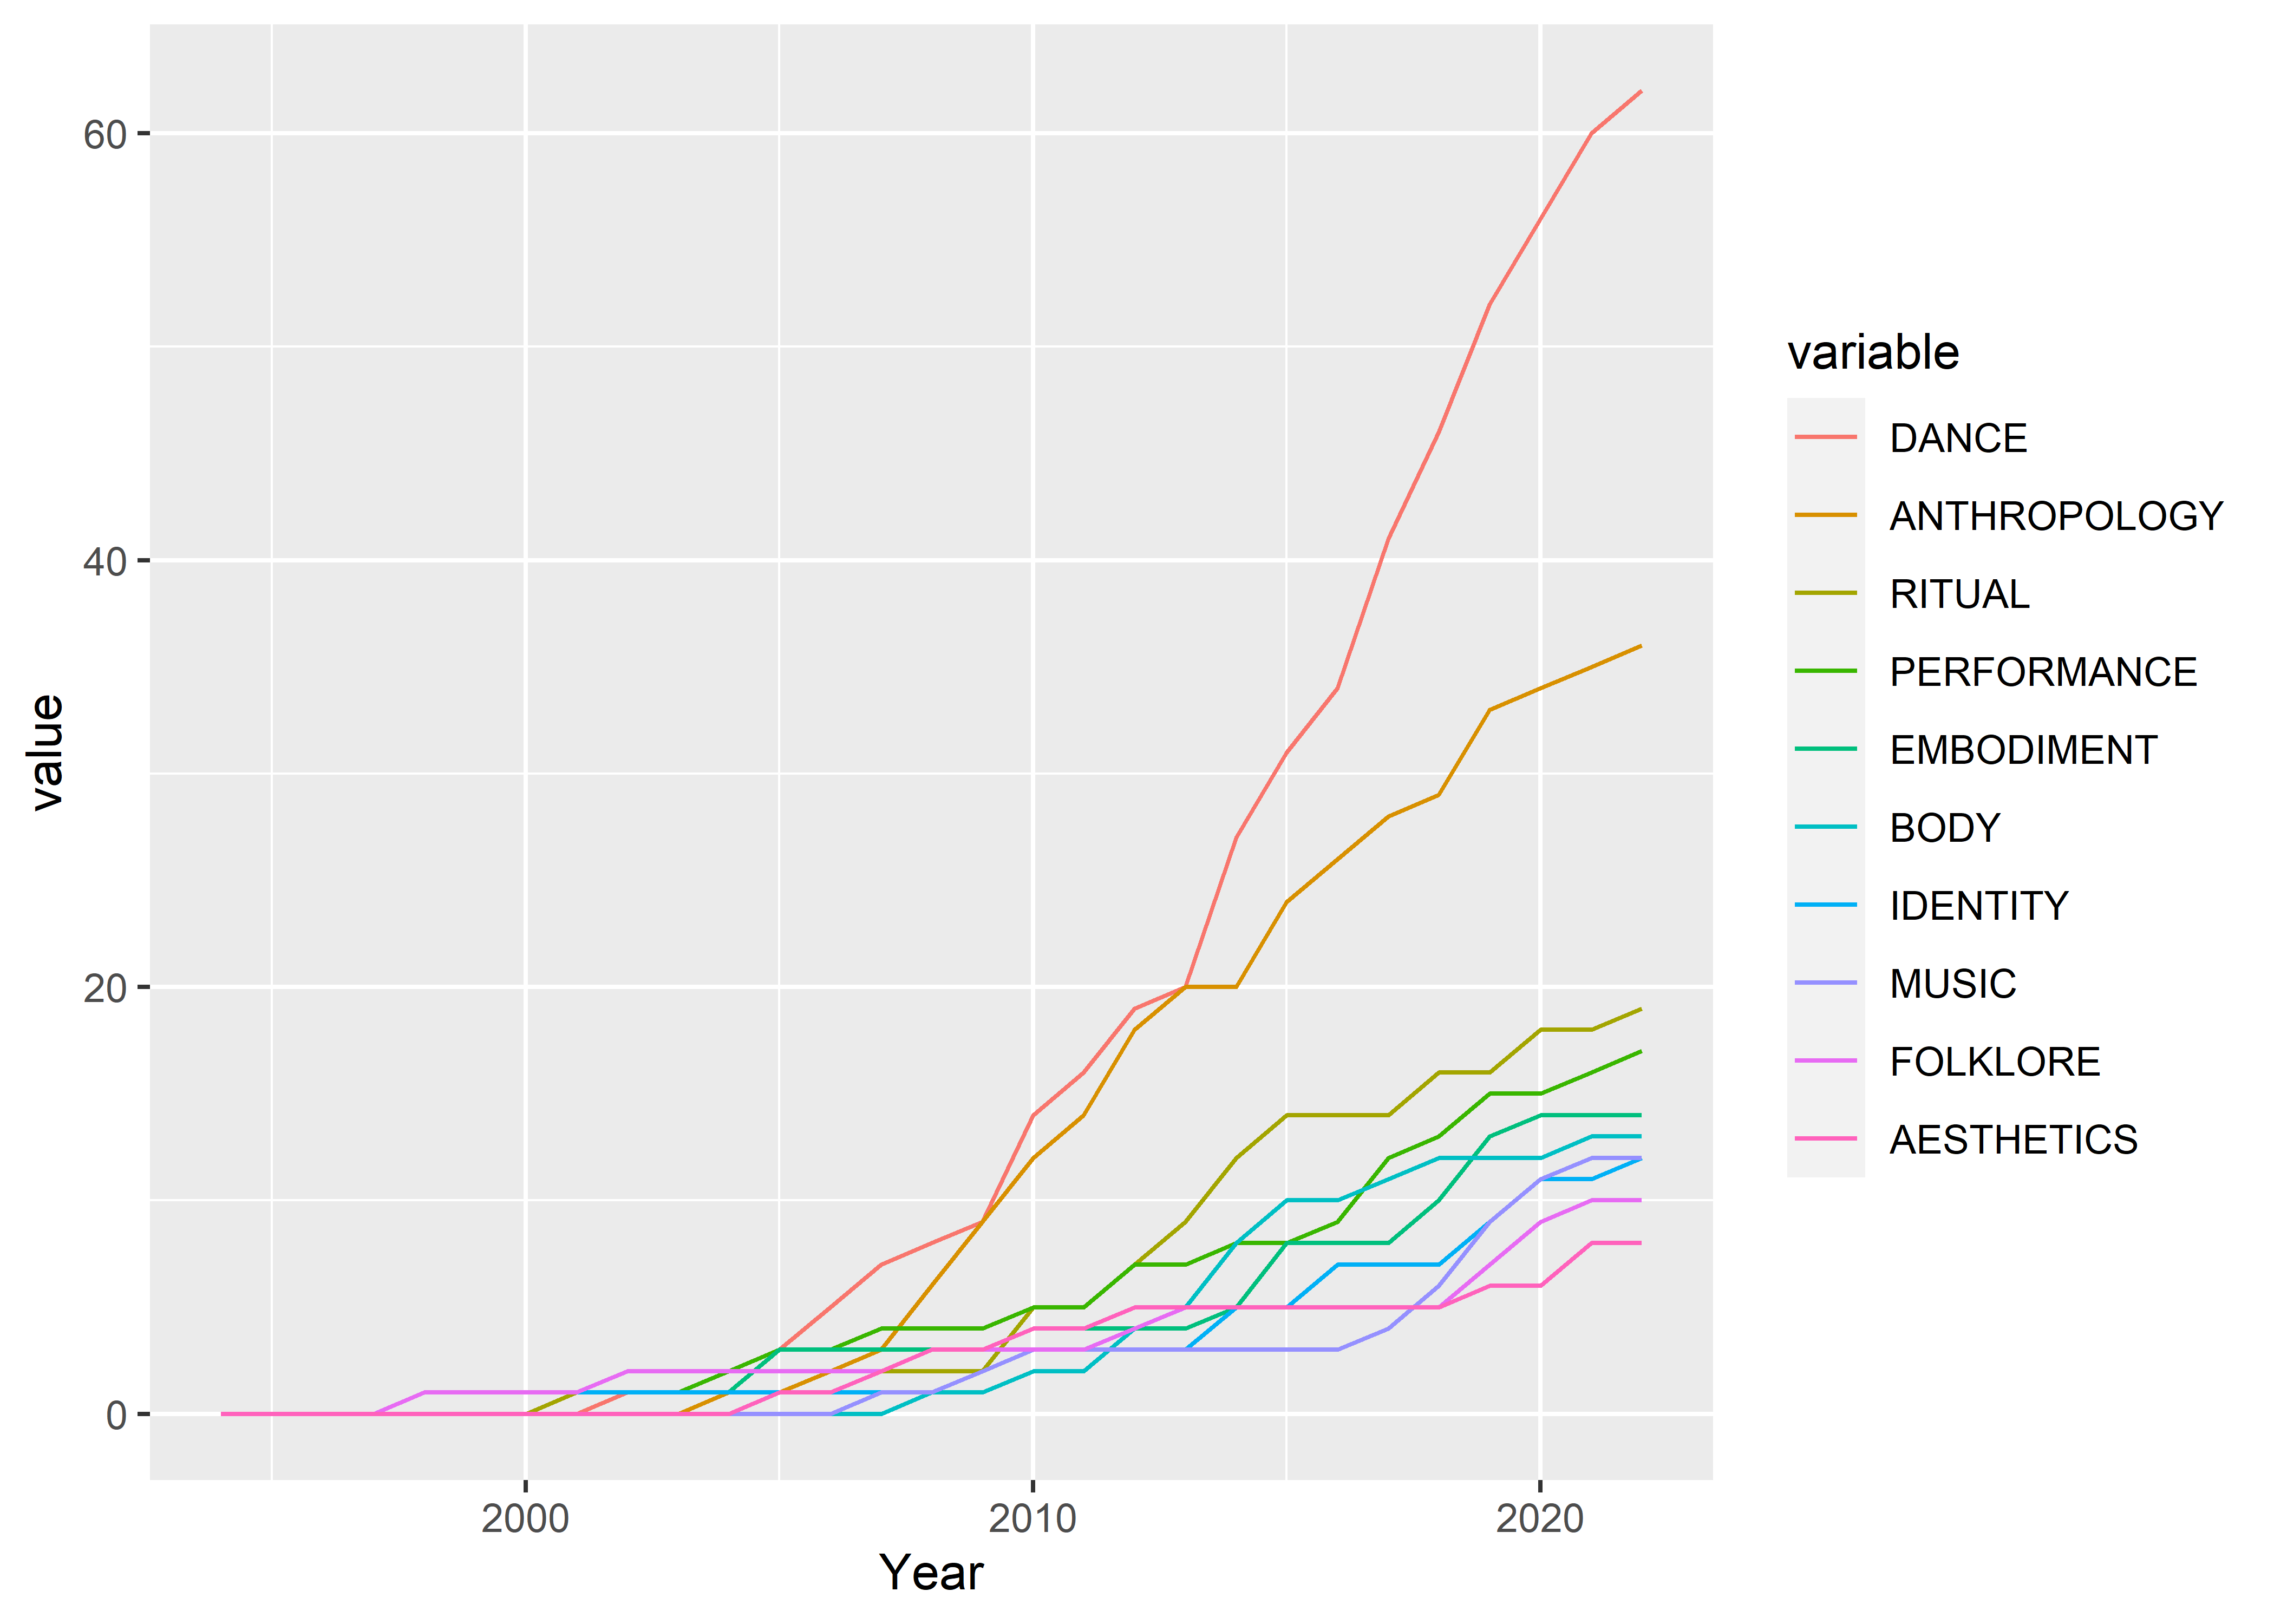 60
40
20
0
value
2000
2010
2020
Year
variable
DANCE
ANTHROPOLOGY
RITUAL
PERFORMANCE
EMBODIMENT
BODY
IDENTITY
MUSIC
FOLKLORE
AESTHETICS